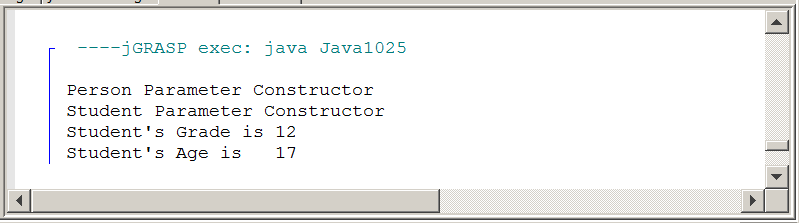 ----jGRASP exec: java Java1025
Person Parameter Constructor
Student Parameter Constructor
Student's Grade is 12
Student's Age is   17